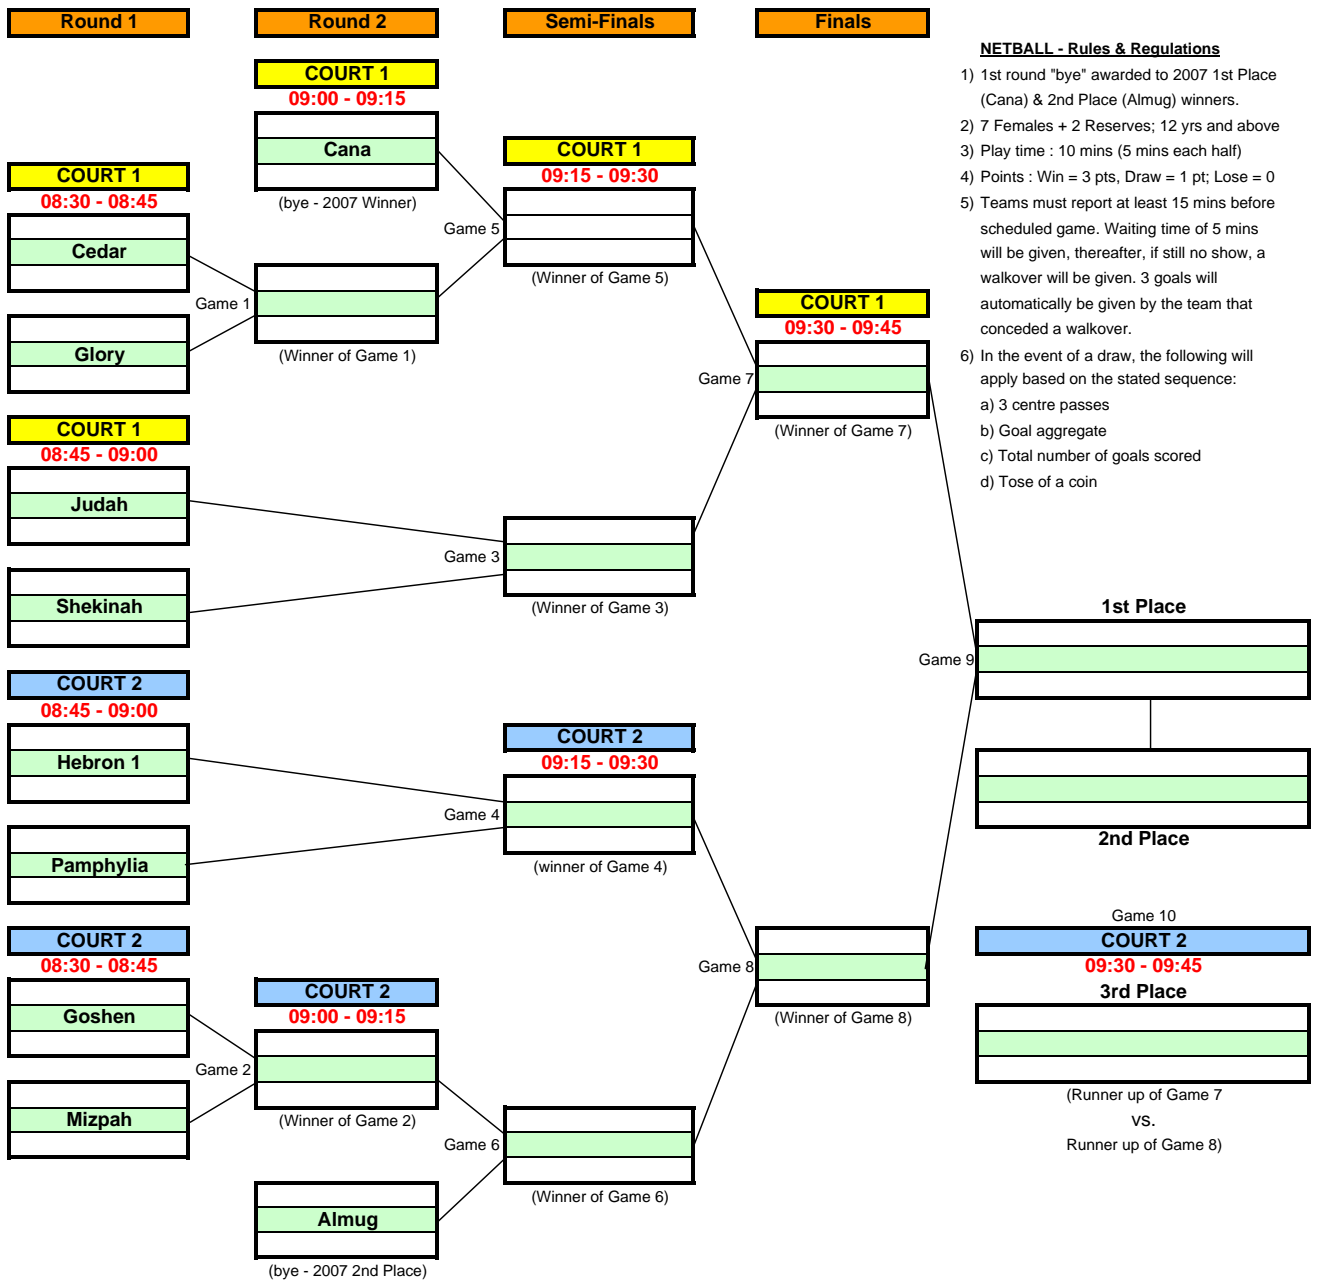 Round 1
Round 2
Semi-Finals
Finals
NETBALL - Rules & Regulations
1) 1st round "bye" awarded to 2007 1st Place
(Cana) & 2nd Place (Almug) winners.
2) 7 Females + 2 Reserves; 12 yrs and above
3) Play time : 10 mins (5 mins each half)
4) Points : Win = 3 pts, Draw = 1 pt; Lose = 0
5) Teams must report at least 15 mins before
scheduled game. Waiting time of 5 mins
will be given, thereafter, if still no show, a
walkover will be given. 3 goals will
automatically be given by the team that
conceded a walkover.
6) In the event of a draw, the following will
apply based on the stated sequence:
a) 3 centre passes
b) Goal aggregate
c) Total number of goals scored
d) Tose of a coin
COURT 1
08:30 - 08:45
Cedar
Game 1
Glory
COURT 1
08:45 - 09:00
Judah
Shekinah
COURT 2
08:45 - 09:00
Hebron 1
Pamphylia
COURT 2
08:30 - 08:45
Goshen
Game 2
Mizpah
COURT 1
09:00 - 09:15
Cana
(bye - 2007 Winner)
Game 5
(Winner of Game 1)
Game 3
Game 4
COURT 2
09:00 - 09:15
(Winner of Game 2)
Game 6
Almug
(bye - 2007 2nd Place)
COURT 1
09:15 - 09:30
(Winner of Game 5)
Game 7
(Winner of Game 3)
COURT 2
09:15 - 09:30
(winner of Game 4)
Game 8
(Winner of Game 6)
COURT 1
09:30 - 09:45
(Winner of Game 7)
Game 9
(Winner of Game 8)
1st Place
2nd Place
Game 10
COURT 2
09:30 - 09:45
3rd Place
(Runner up of Game 7
vs.
Runner up of Game 8)